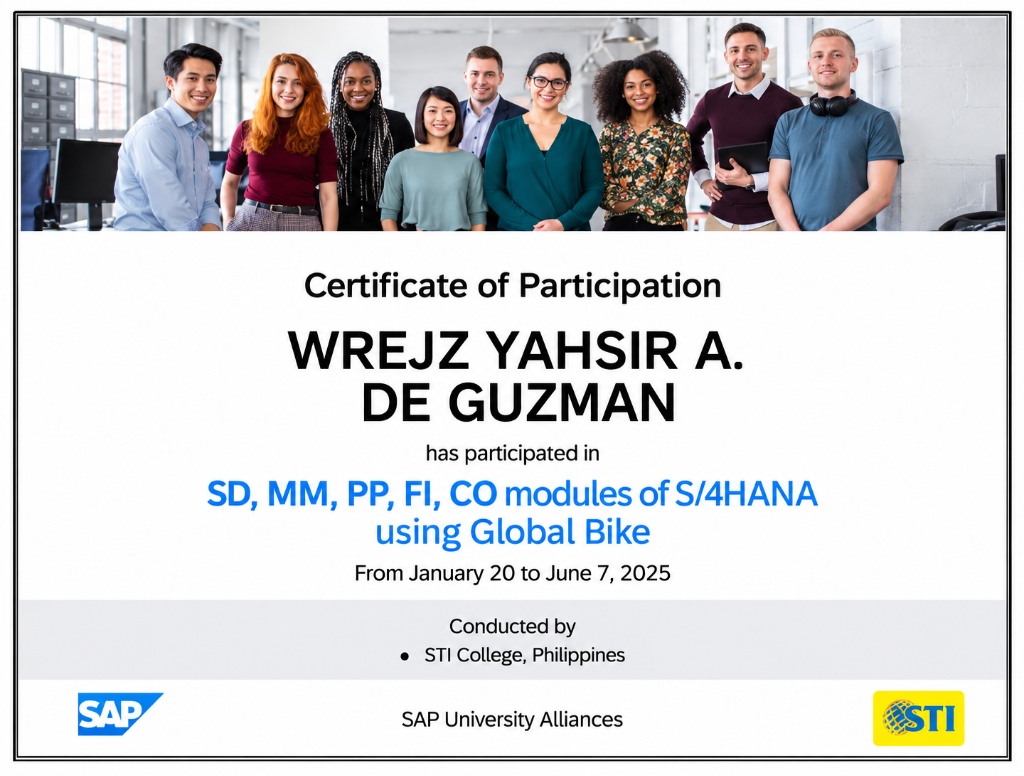 Certificate of Participation
WREJZ YAHSIR A.
DE GUZMAN
has participated in
SD, MM, PP, FI, CO modules of S/4HANA
using Global Bike
From January 20 to June 7, 2025
Conducted by
• STI College, Philippines
SAP
SAP University Alliances
STI